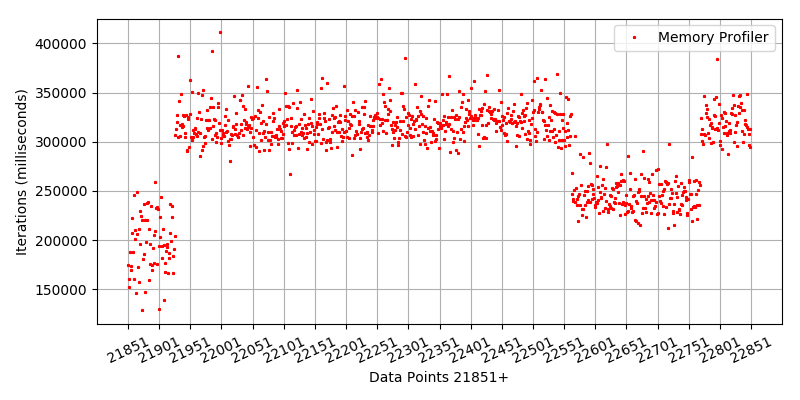 Memory Profiler
Iterations (milliseconds)
400000
350000
300000
250000
200000
150000
21851 21901 21951 22001 22051 22101 22151 22201 22251 22301 22351 22401 22451 22501 22551 22601 22651 22701 22751 22801 22851
Data Points 21851+